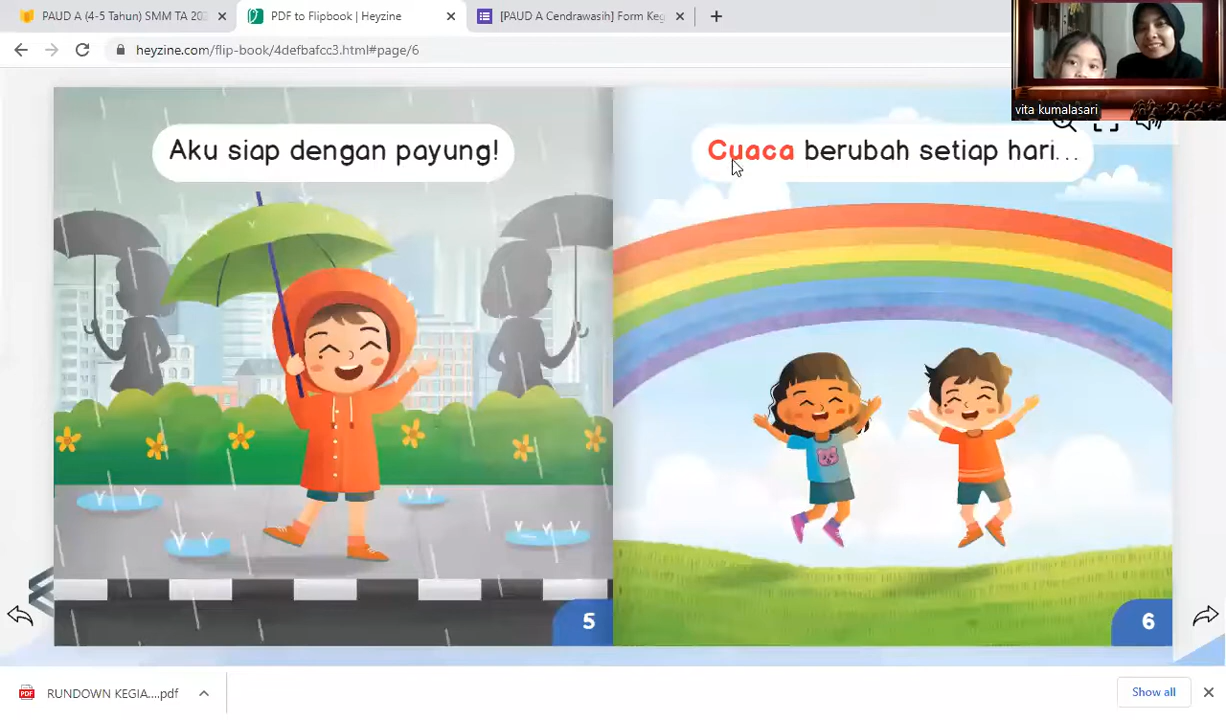 PAUD A (4-5 Tahun) SMM TA 202
PDF to Flipbook | Heyzine
[PAUD A Cendrawasih] Form Keg
heyzine.com/flip-book/4defbafcc3.html#page/6
vita kumalasari
Aku siap dengan payung!
Cuaca berubah setiap hari...
5
6
RUNDOWN KEGIA....pdf
Show all